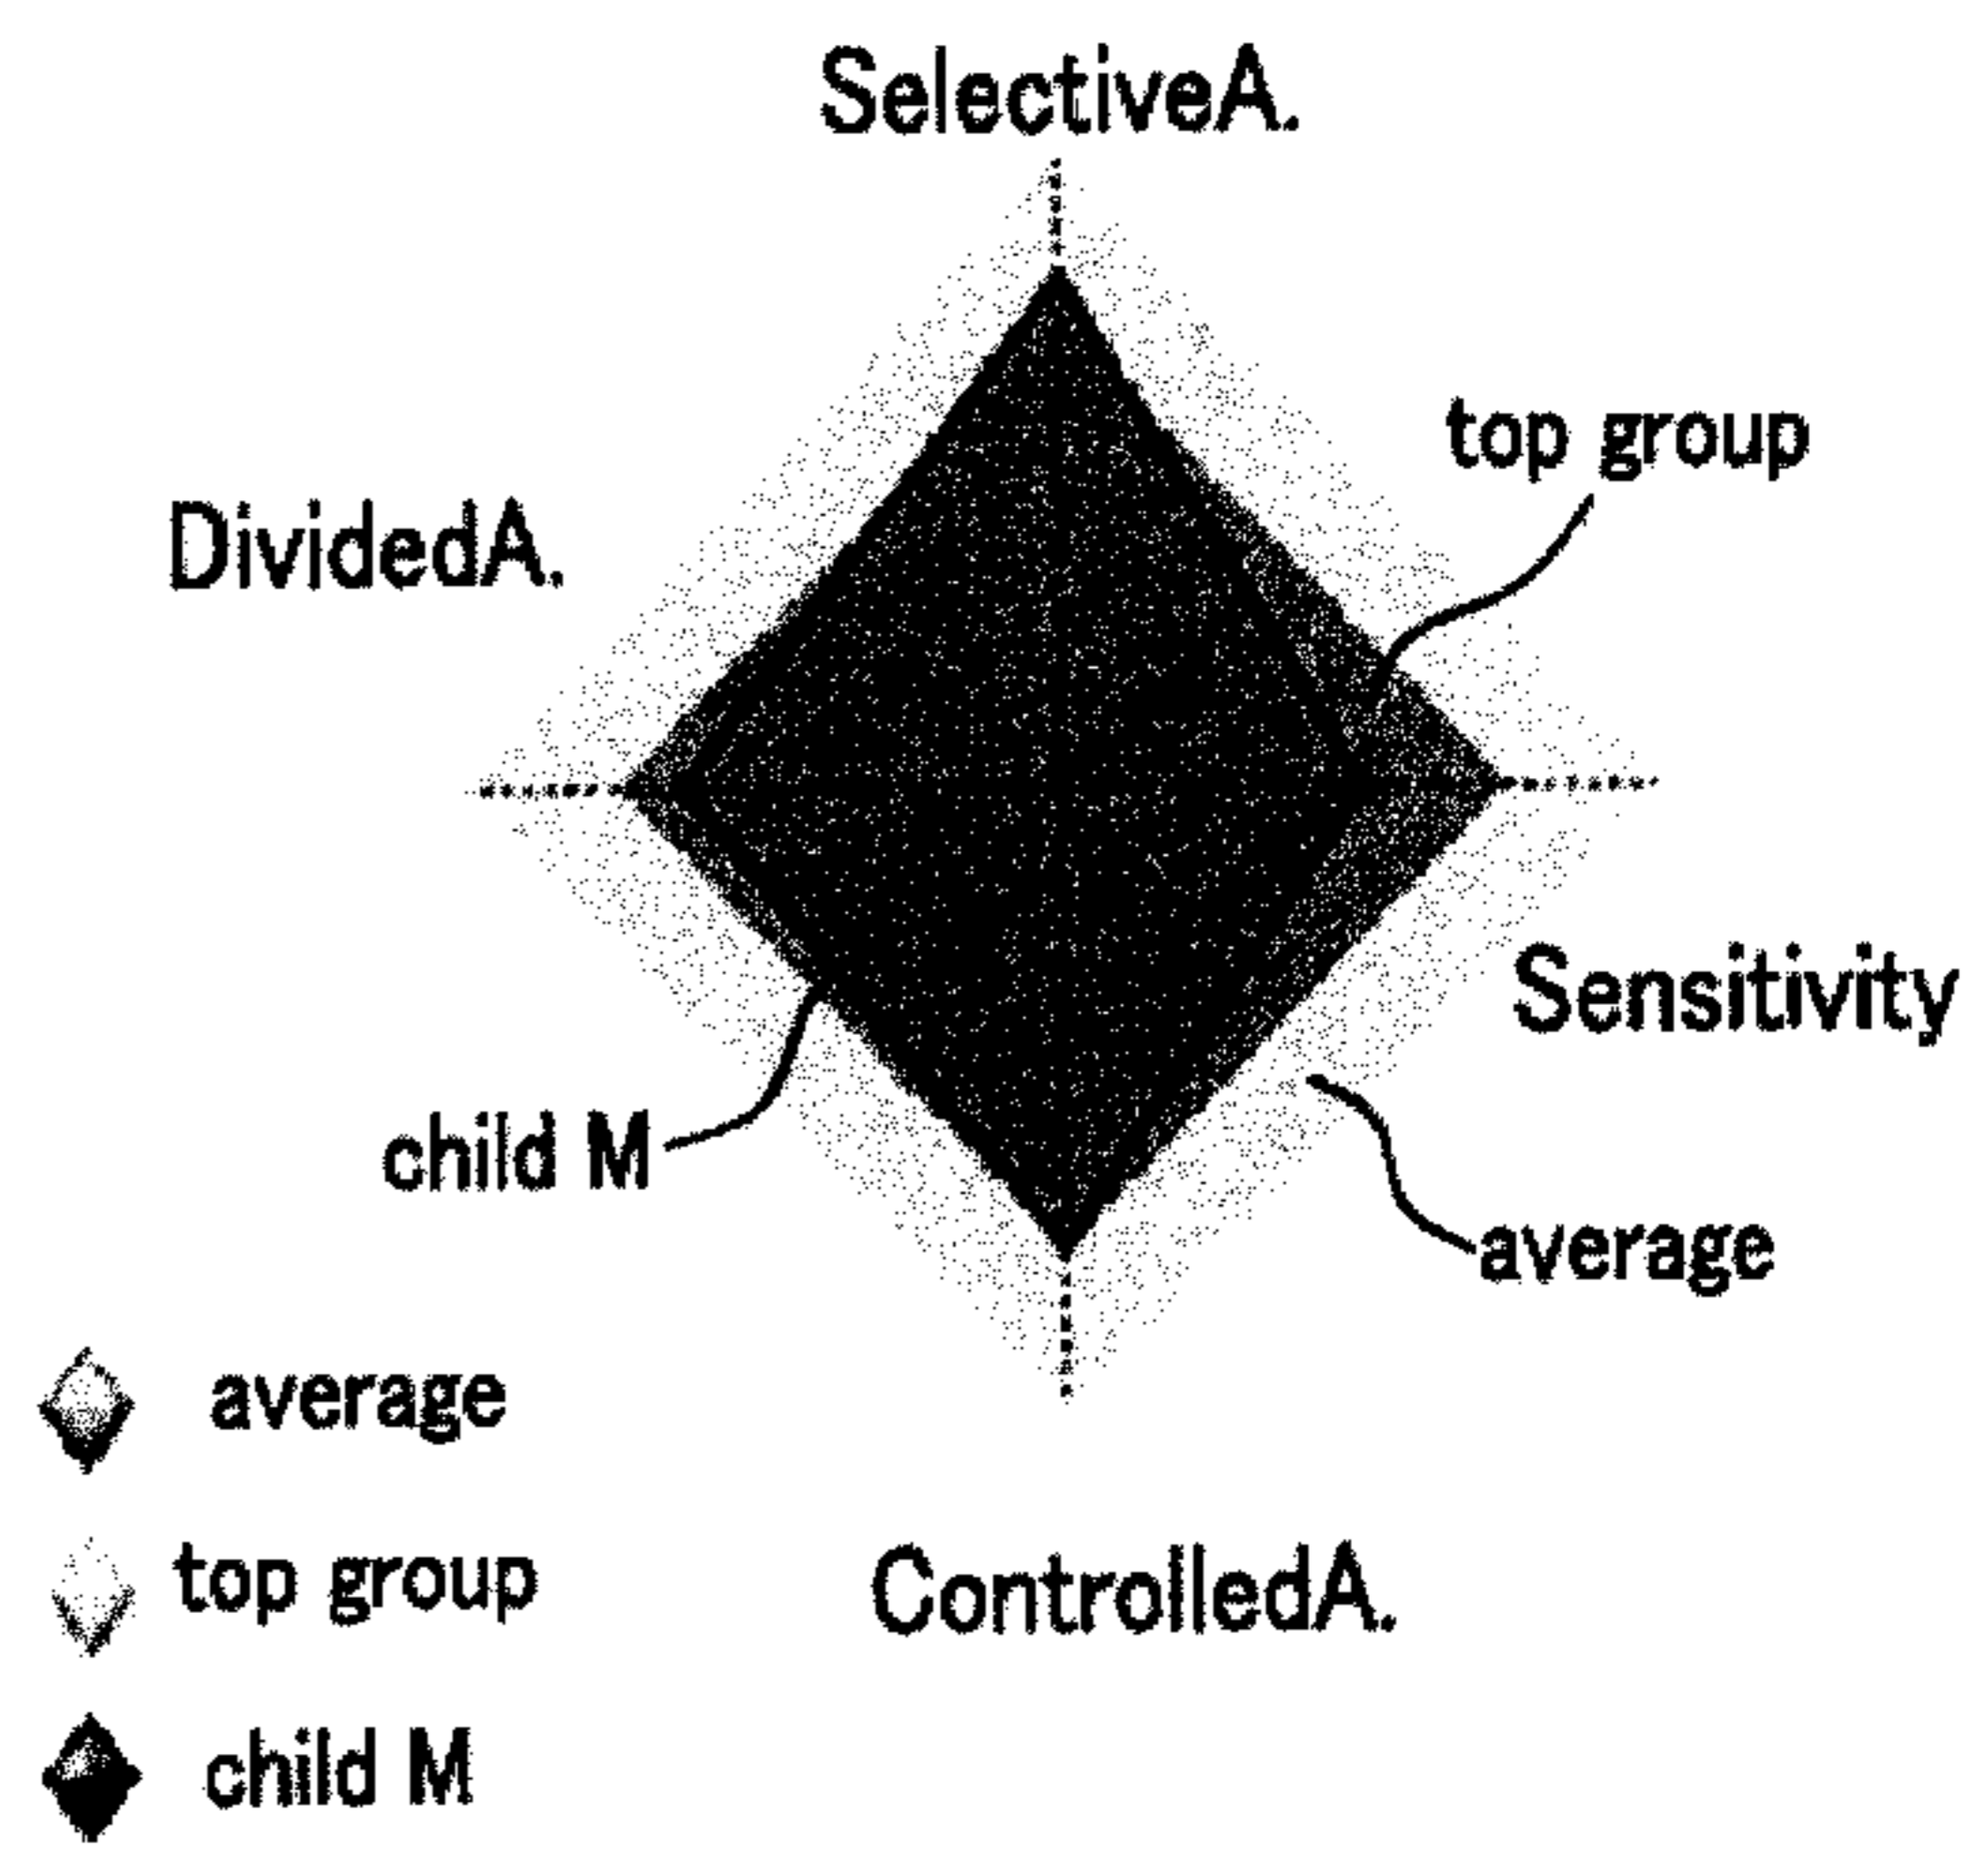 SelectiveA.
top group
DividedA.
Sensitivity
child M
average
average
top group
ControlledA.
child M